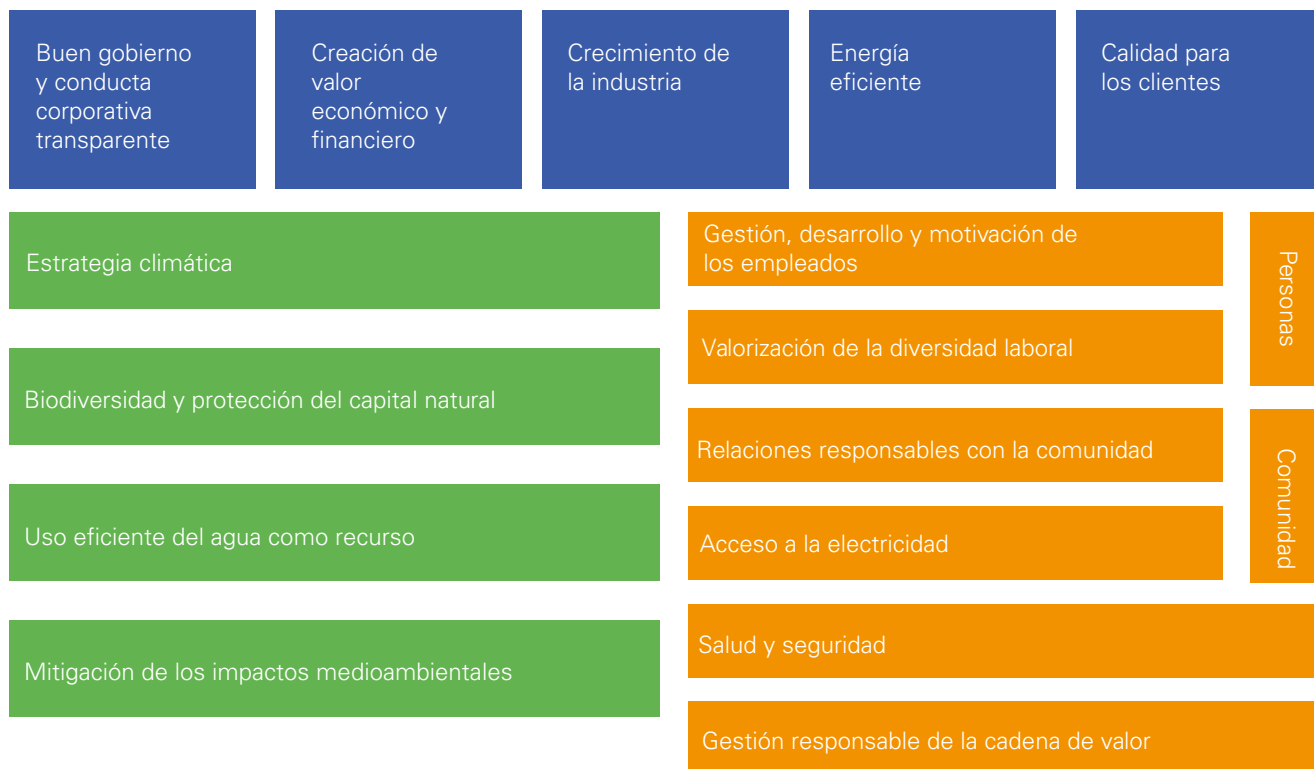 Buen gobierno
y conducta
corporativa
transparente
Creación de
valor
económico y
financiero
Crecimiento de
la industria
Energía
eficiente
Calidad para
los clientes
Estrategia climática
Biodiversidad y protección del capital natural
Uso eficiente del agua como recurso
Mitigación de los impactos medioambientales
Gestión, desarrollo y motivación de
los empleados
Valorización de la diversidad laboral
Personas
Relaciones responsables con la comunidad
Acceso a la electricidad
Comunidad
Salud y seguridad
Gestión responsable de la cadena de valor